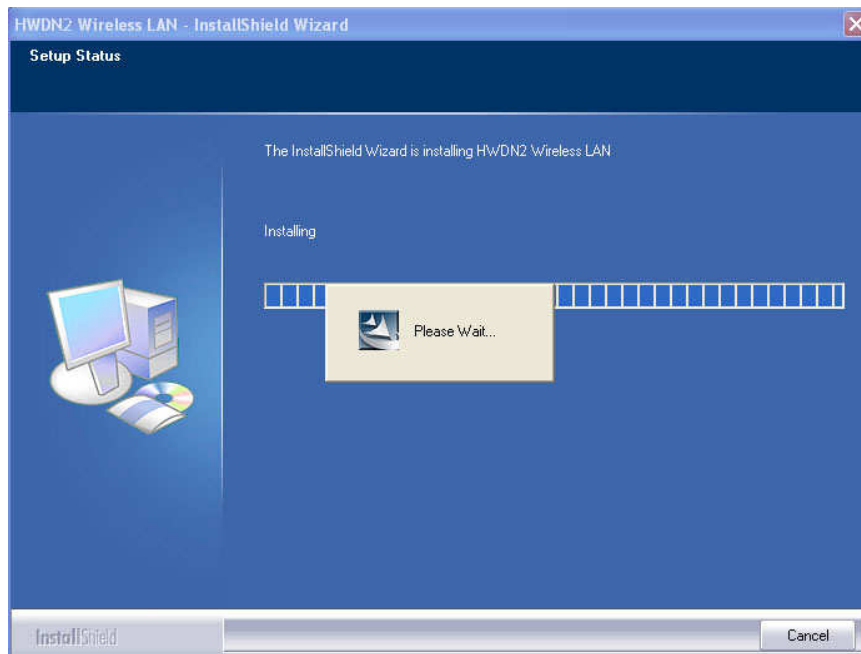 HWDN2 Wireless LAN - InstallShield Wizard
Setup Status
The InstallShield Wizard is installing HWDN2 Wireless LAN
Installing
Please Wait...
InstallShield
Cancel